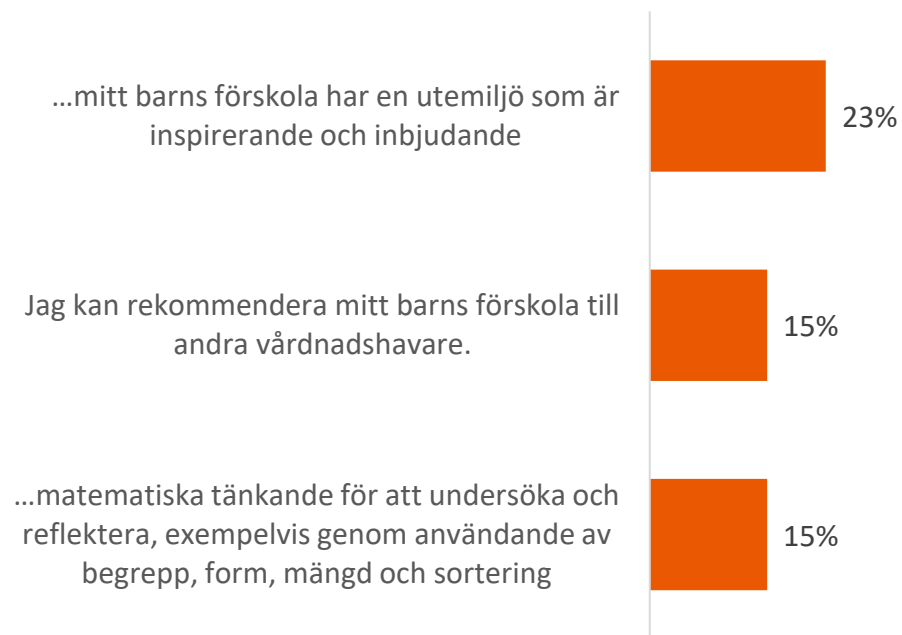 …mitt barns förskola har en utemiljö som är
inspirerande och inbjudande
23%
Jag kan rekommendera mitt barns förskola till
andra vårdnadshavare.
15%
…matematiska tänkande för att undersöka och
reflektera, exempelvis genom användande av
begrepp, form, mängd och sortering
15%